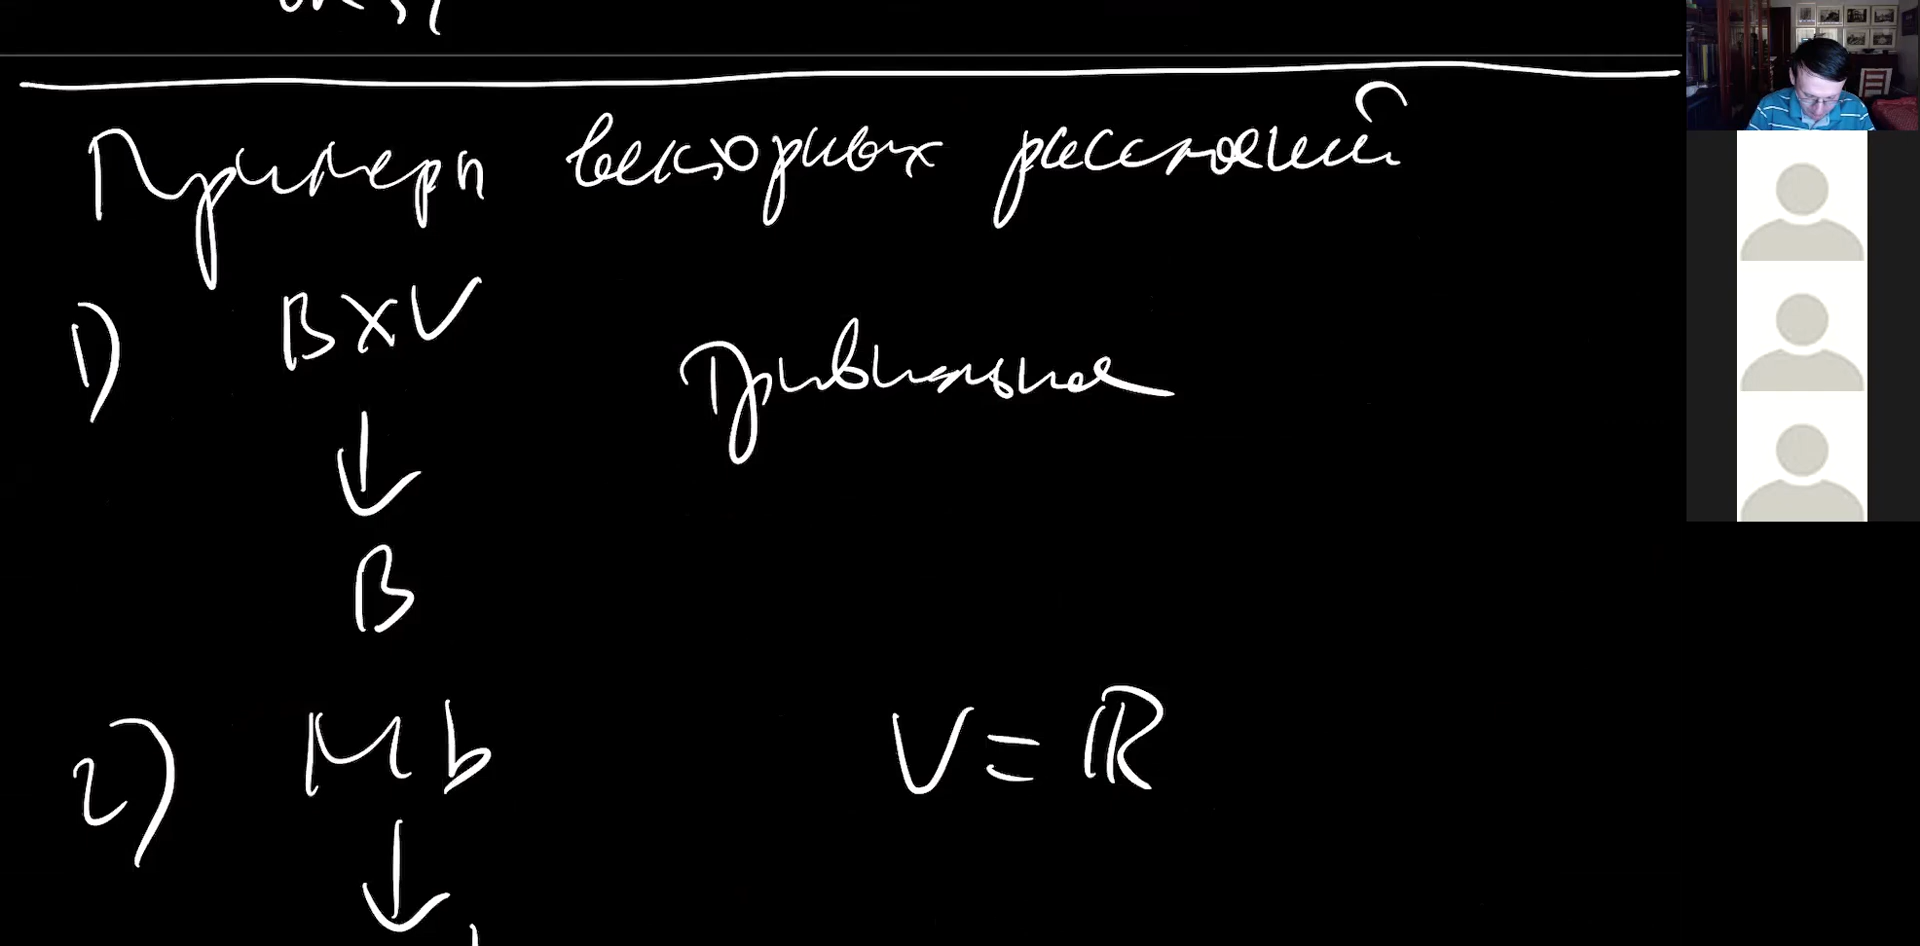 Примеры векторных расслоений
1) B×V Тривиальное
↓
B
2) Mb V=ℝ
↓